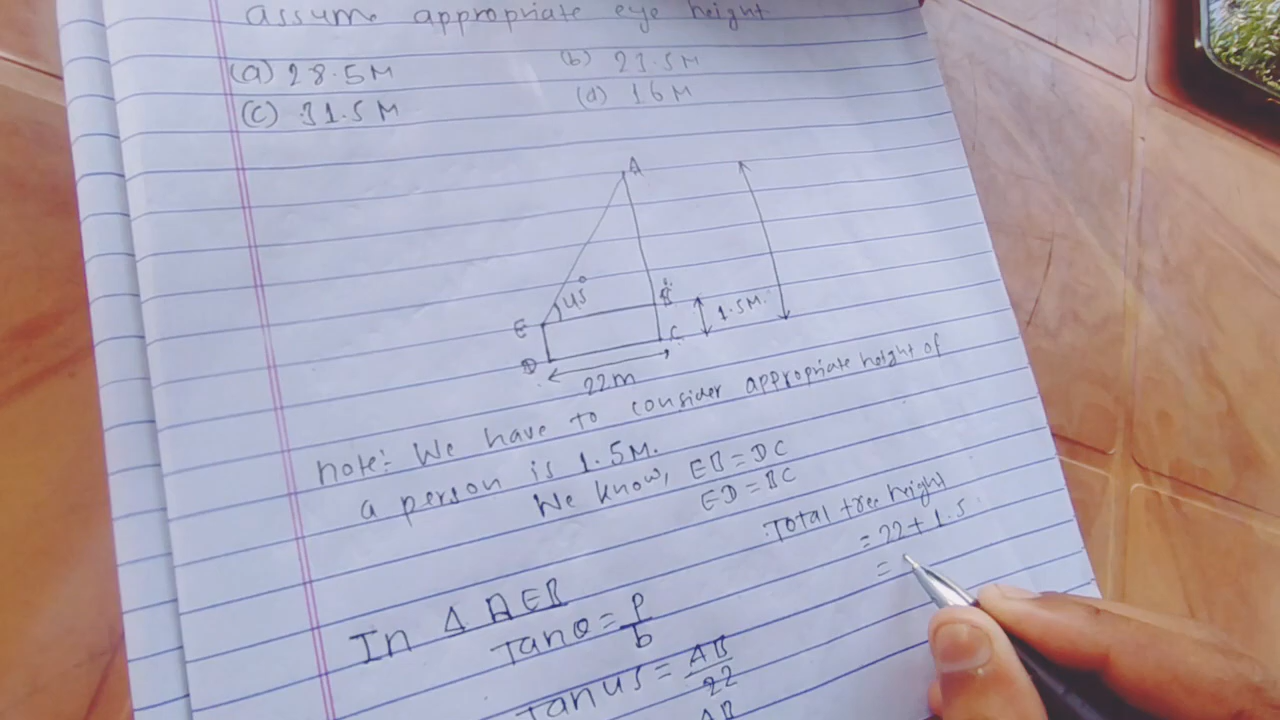 assume appropriate eye height
(a) 28.5M (b) 23.5M
(c) 31.5M (d) 16M
A
45°
E B 1.5M.
D C
22m
note:- We have to consider appropriate height of
a person is 1.5M.
We know, EB = DC
ED = BC
Total tree height
= 22 + 1.5
=
In Δ AEB
Tanθ = P/b
Tan45 = AB/22
AB